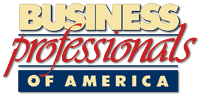 BUSINESS
professionals
OF AMERICA